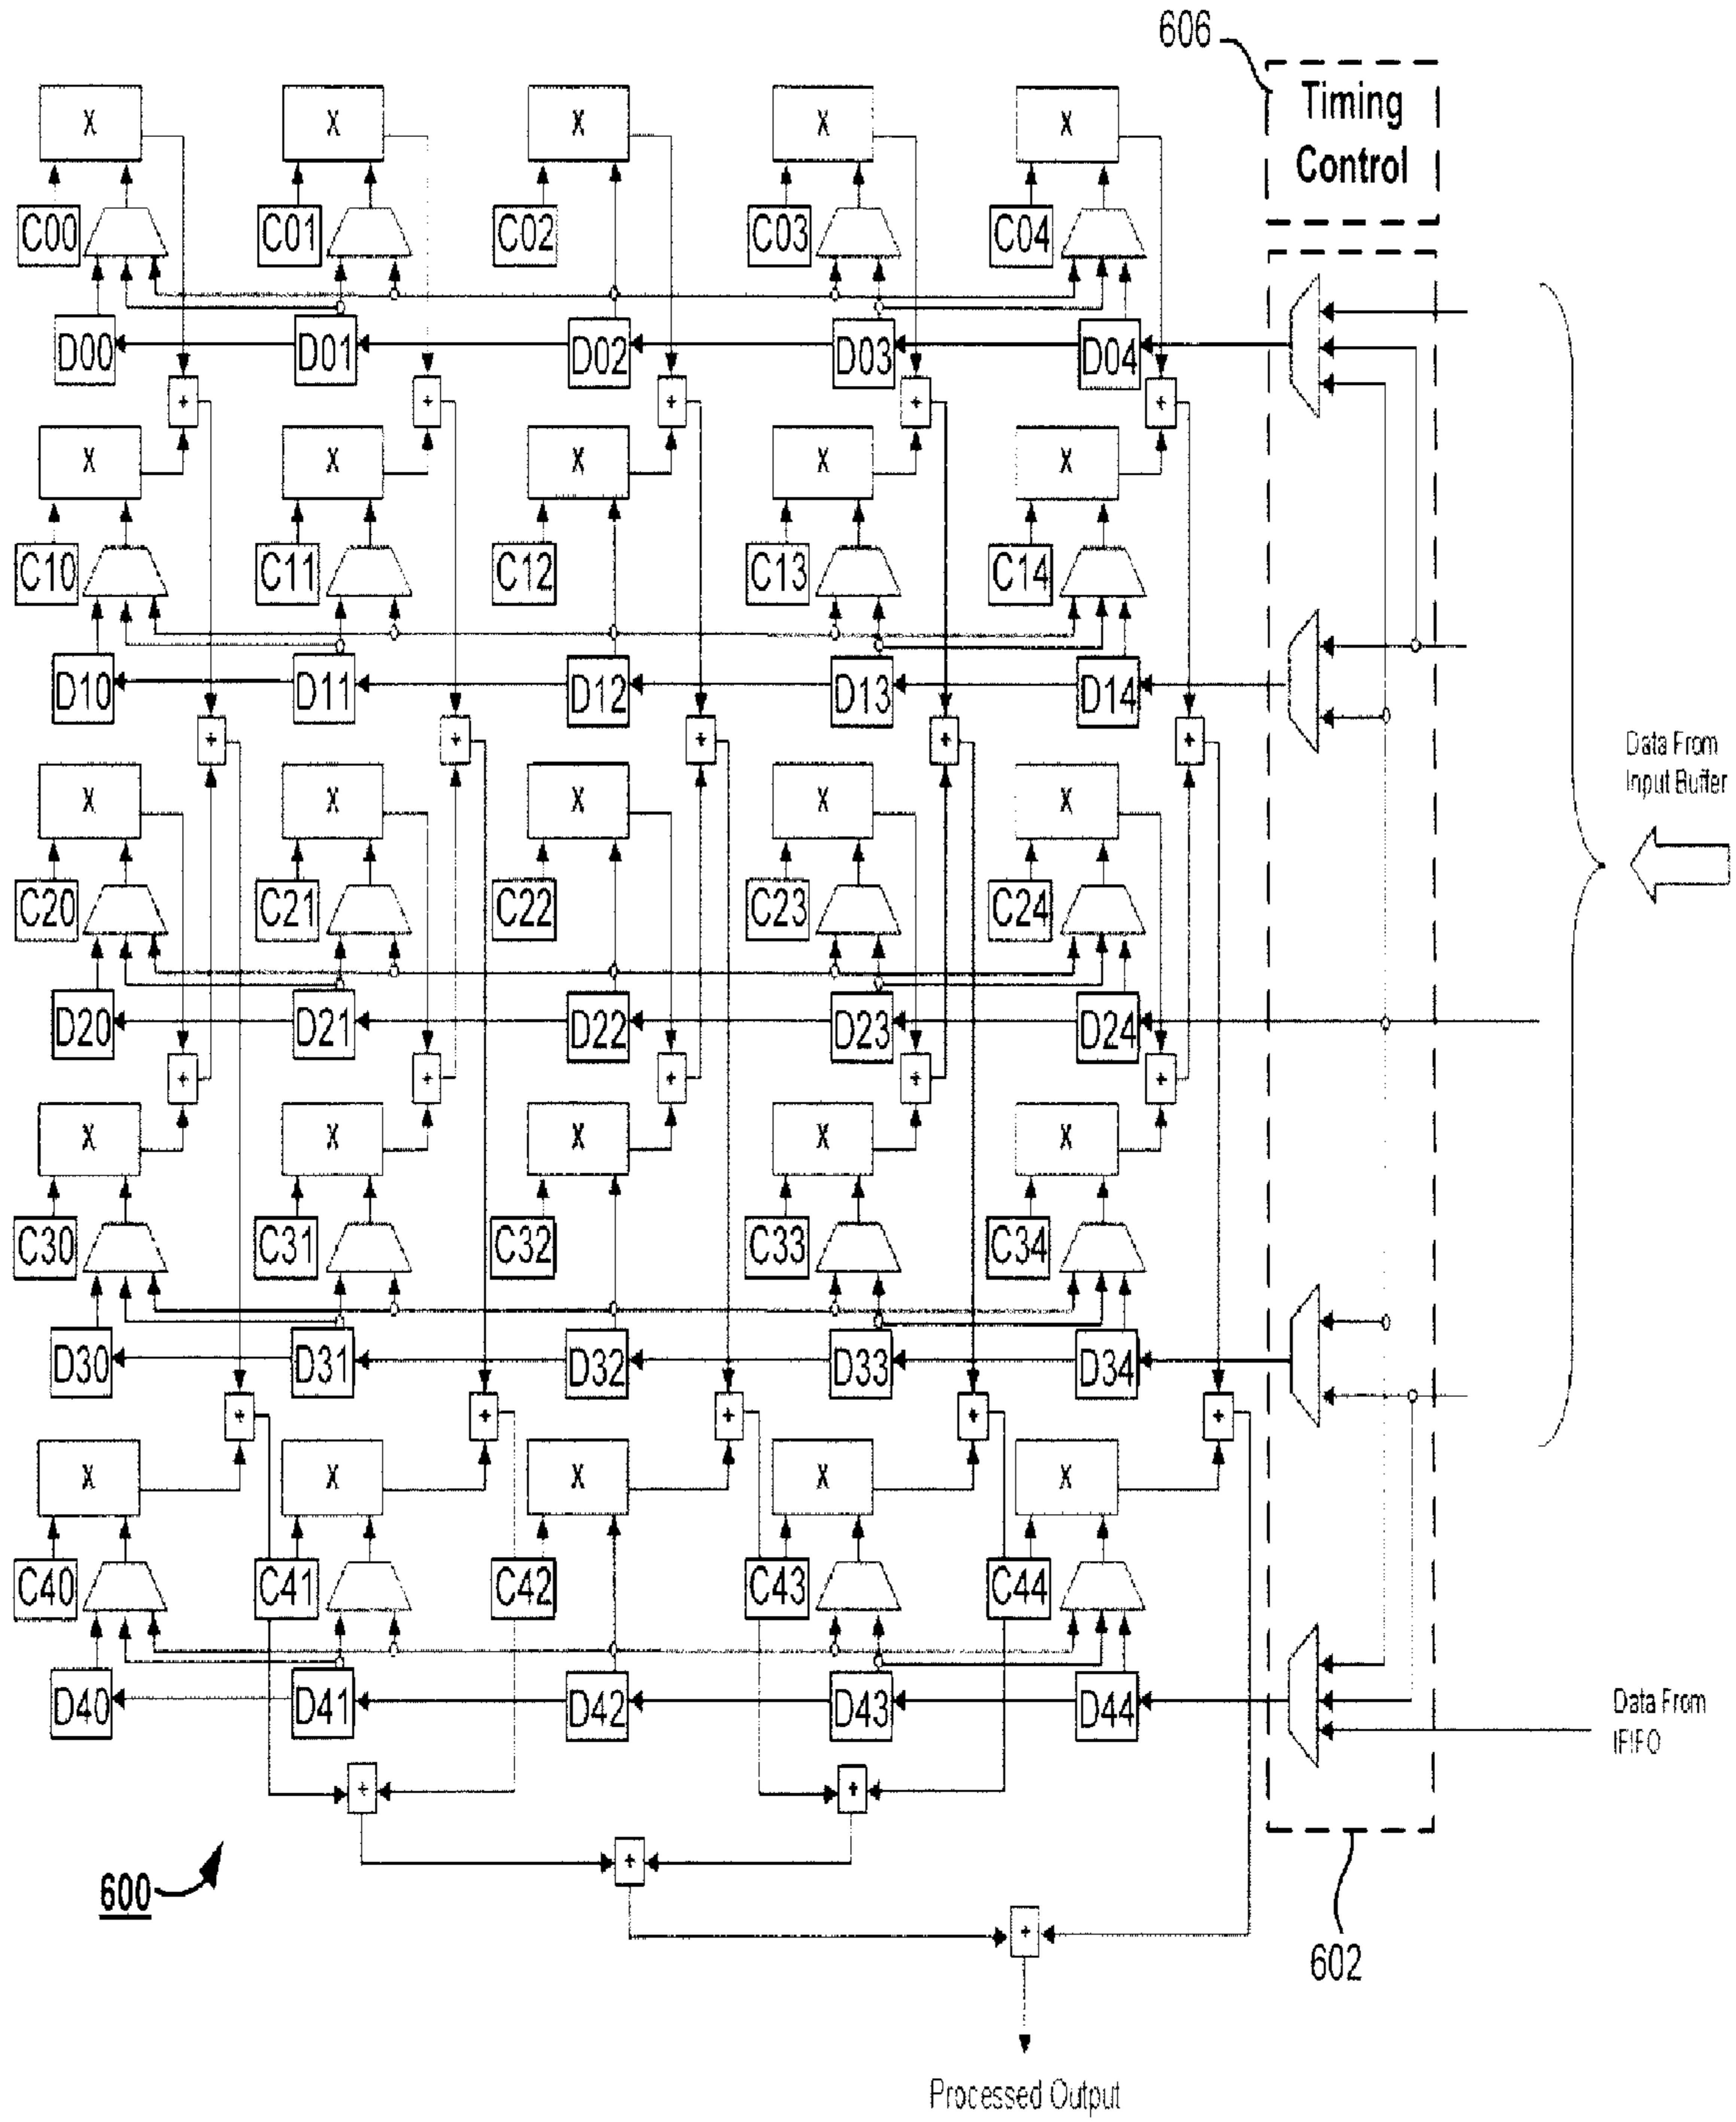 606
Timing
Control
X X X X X
C00 C01 C02 C03 C04
D00 D01 D02 D03 D04
+ + + + +
X X X X X
C10 C11 C12 C13 C14
D10 D11 D12 D13 D14
+ + + + +
Data From
Input Buffer
X X X X X
C20 C21 C22 C23 C24
D20 D21 D22 D23 D24
+ + + + +
X X X X X
C30 C31 C32 C33 C34
D30 D31 D32 D33 D34
+ + + + +
X X X X X
C40 C41 C42 C43 C44
D40 D41 D42 D43 D44
Data From
IFIFO
+ +
+
600
+
602
Processed Output